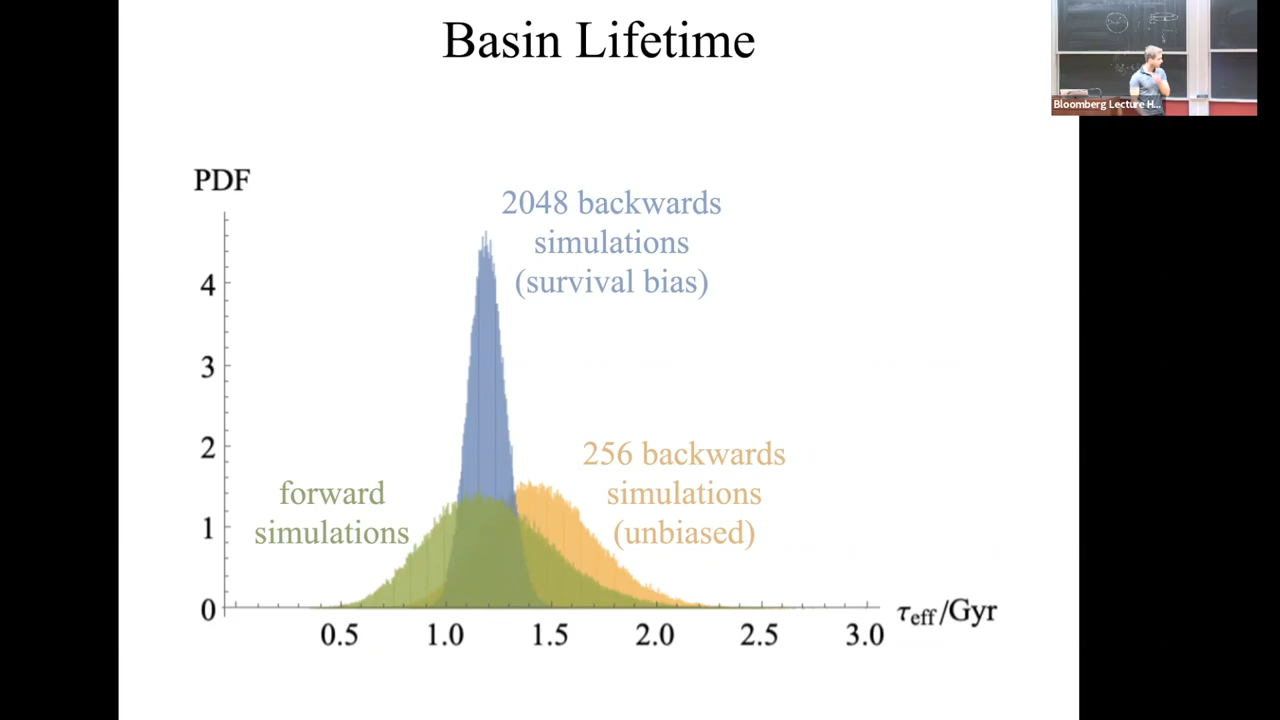 Basin Lifetime
Bloomberg Lecture H...
PDF
2048 backwards
simulations
(survival bias)
4
3
2
1
0
256 backwards
simulations
(unbiased)
forward
simulations
0.5 1.0 1.5 2.0 2.5 3.0
τeff/Gyr